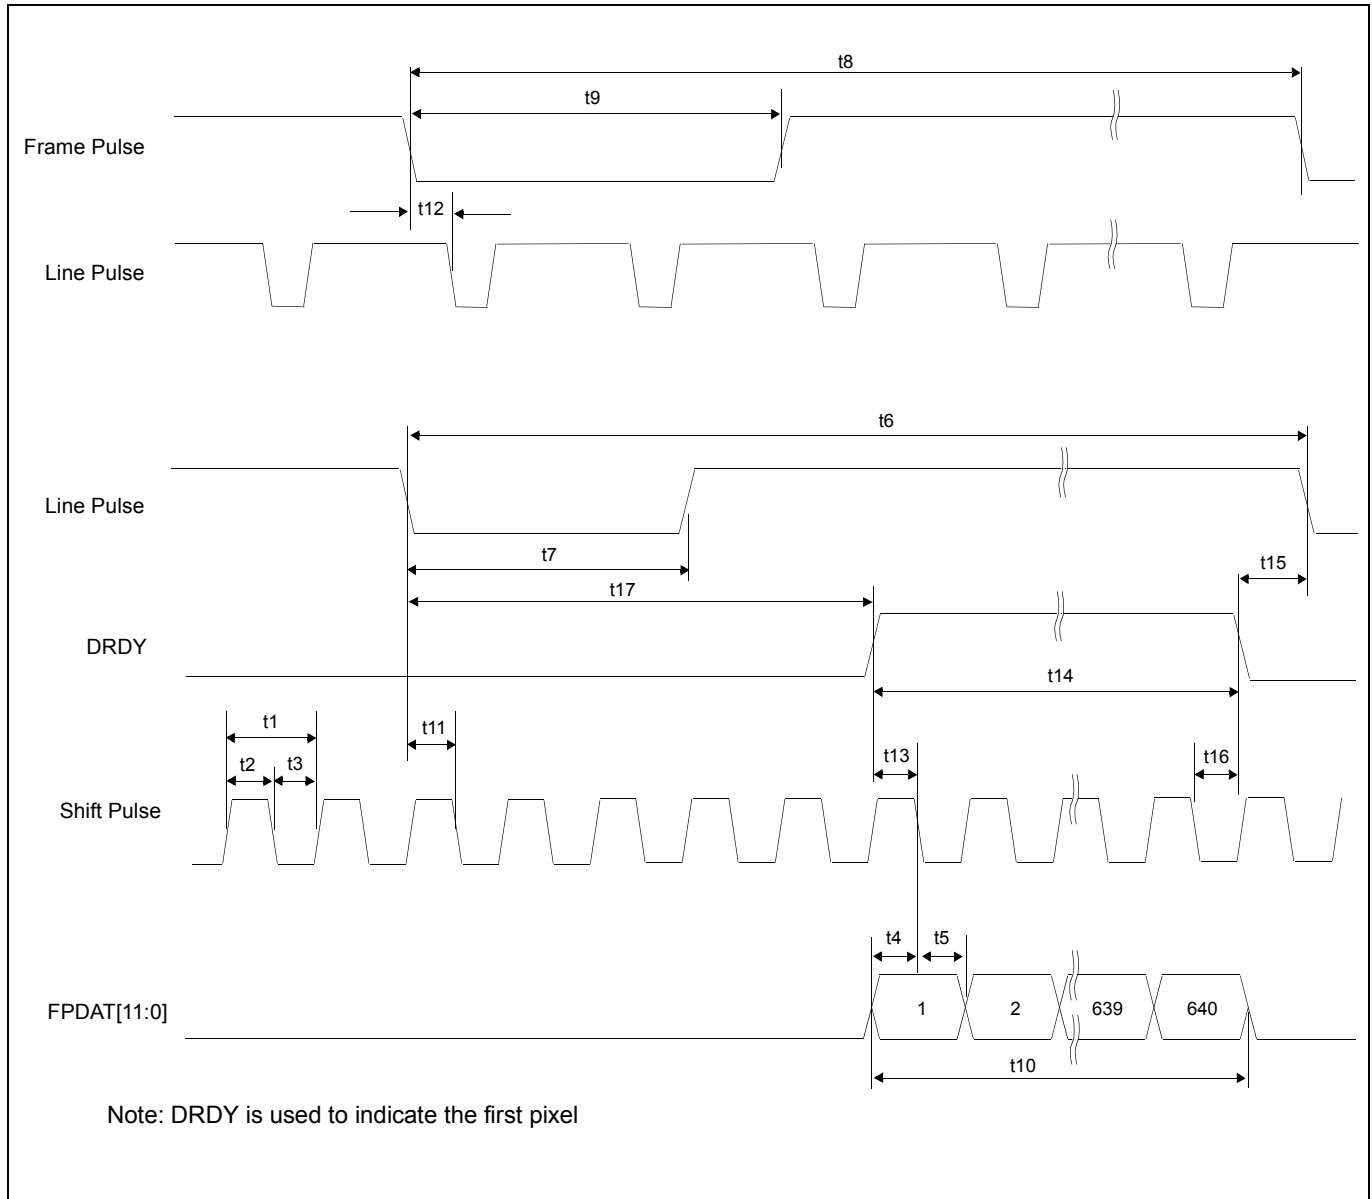 t8
t9
Frame Pulse
t12
Line Pulse
t6
Line Pulse
t7
t15
t17
DRDY
t14
t1
t11
t13
t16
t2 t3
Shift Pulse
t4 t5
FPDAT[11:0]
1 2 639 640
t10
Note: DRDY is used to indicate the first pixel